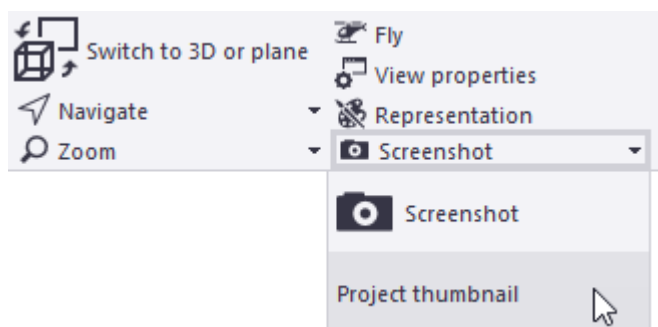 Switch to 3D or plane
Navigate
Zoom
Fly
View properties
Representation
Screenshot
Screenshot
Project thumbnail